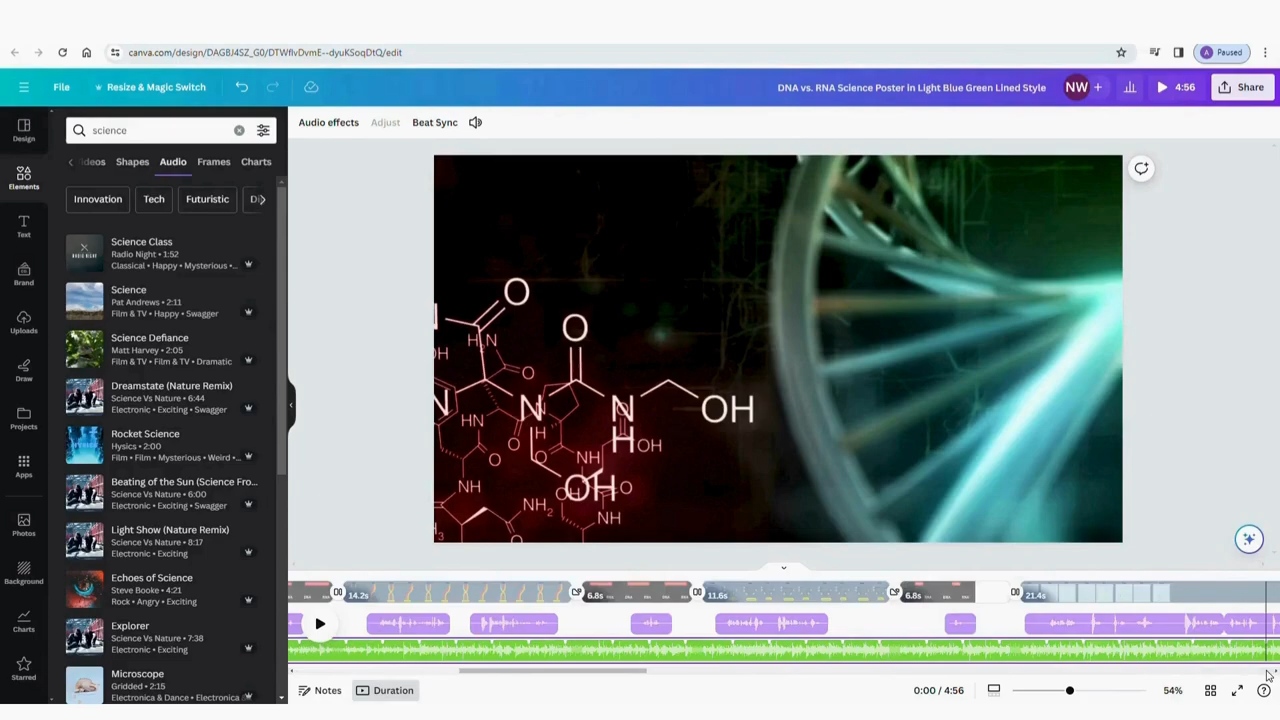 canva.com/design/DAGBJ4SZ_G0/DTWflvDvmE--dyuKSoqDtQ/edit
A Paused
File
Resize & Magic Switch
DNA vs. RNA Science Poster in Light Blue Green Lined Style
NW
+
4:56
Share
Design
Elements
Text
Brand
Uploads
Draw
Projects
Apps
Photos
Background
Charts
Starred
science
Shapes
Audio
Frames
Charts
Innovation
Tech
Futuristic
Science Class
Radio Night • 1:52
Classical • Happy • Mysterious •...
Science
Pat Andrews • 2:11
Film & TV • Happy • Swagger
Science Defiance
Matt Harvey • 2:05
Film & TV • Film & TV • Dramatic
Dreamstate (Nature Remix)
Science Vs Nature • 6:44
Electronic • Exciting • Swagger
Rocket Science
Hysics • 2:00
Film • Film • Mysterious • Weird •...
Beating of the Sun (Science Fro...
Science Vs Nature • 6:00
Electronic • Exciting • Swagger
Light Show (Nature Remix)
Science Vs Nature • 8:17
Electronic • Exciting
Echoes of Science
Steve Booke • 4:21
Rock • Angry • Exciting
Explorer
Science Vs Nature • 7:38
Electronic • Exciting
Microscope
Gridded • 2:15
Electronica & Dance • Electronica
Audio effects
Adjust
Beat Sync
O
O
H₂N
O
N
N
H
OH
HN
OH
O
O
NH
H
NH
OH
OH
O
NH
NH₂
NH
14.2s
6.8s
11.6s
6.8s
21.4s
Notes
Duration
0:00 / 4:56
54%